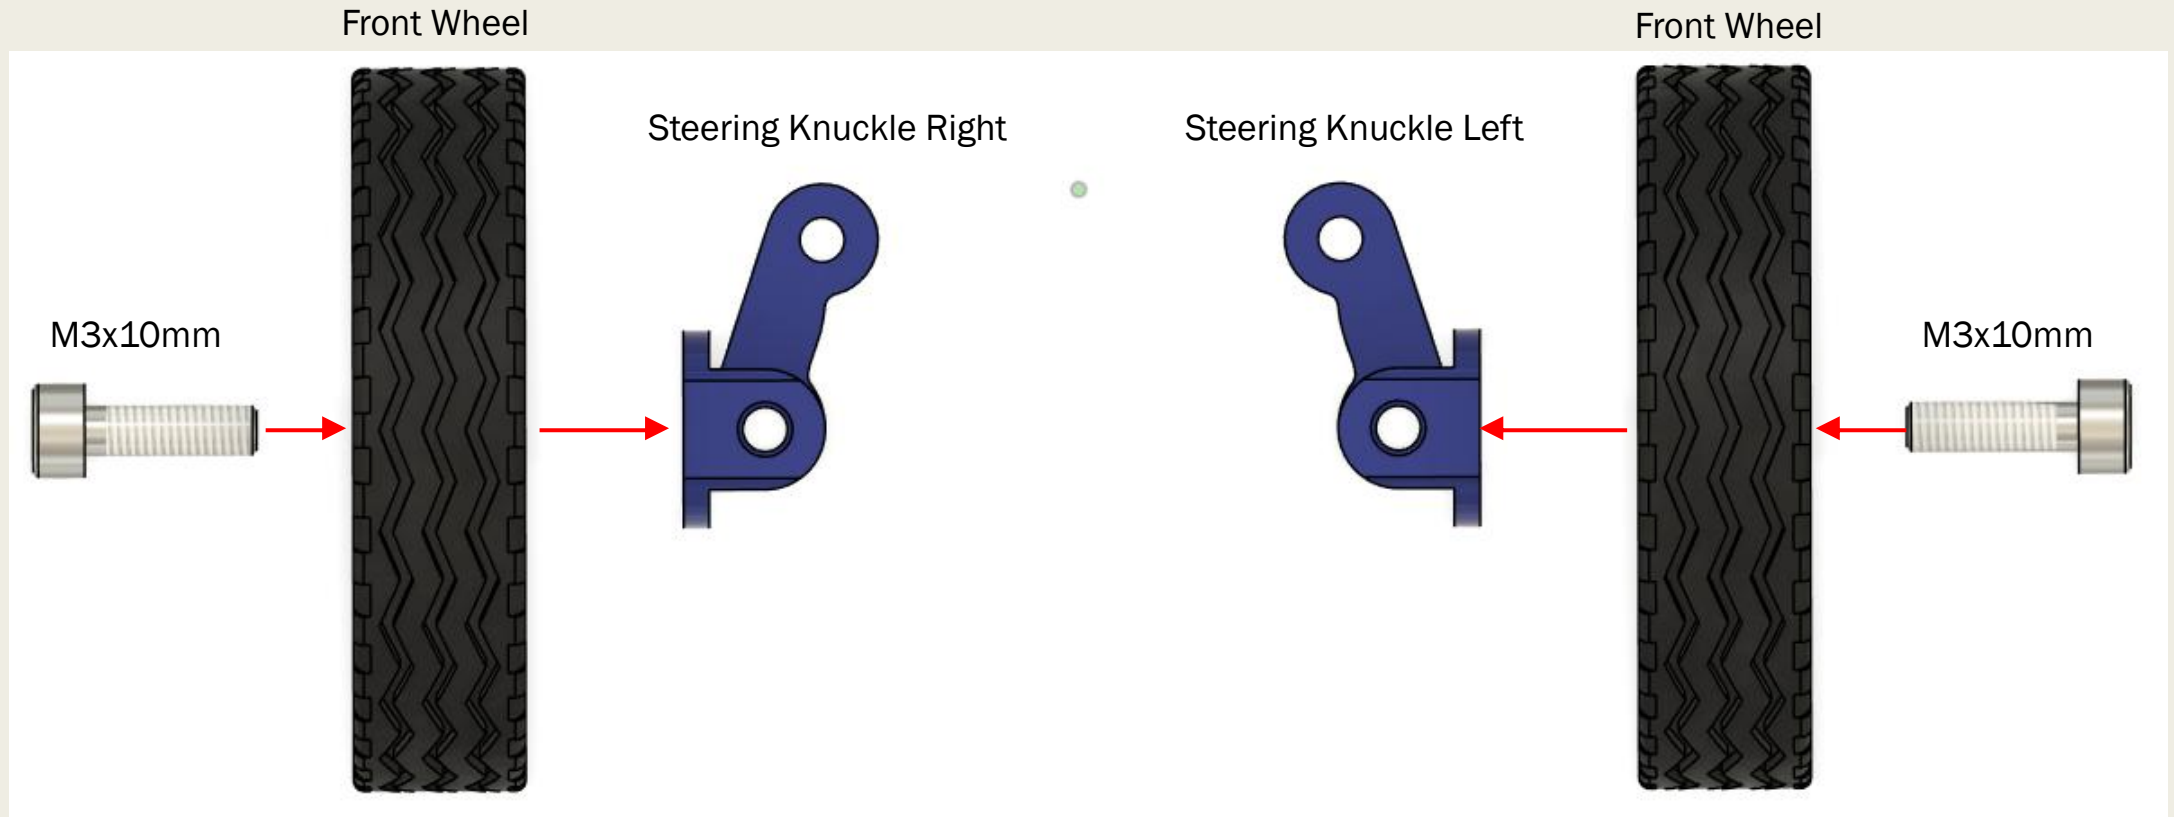 Front Wheel
Front Wheel
Steering Knuckle Right
Steering Knuckle Left
M3x10mm
M3x10mm